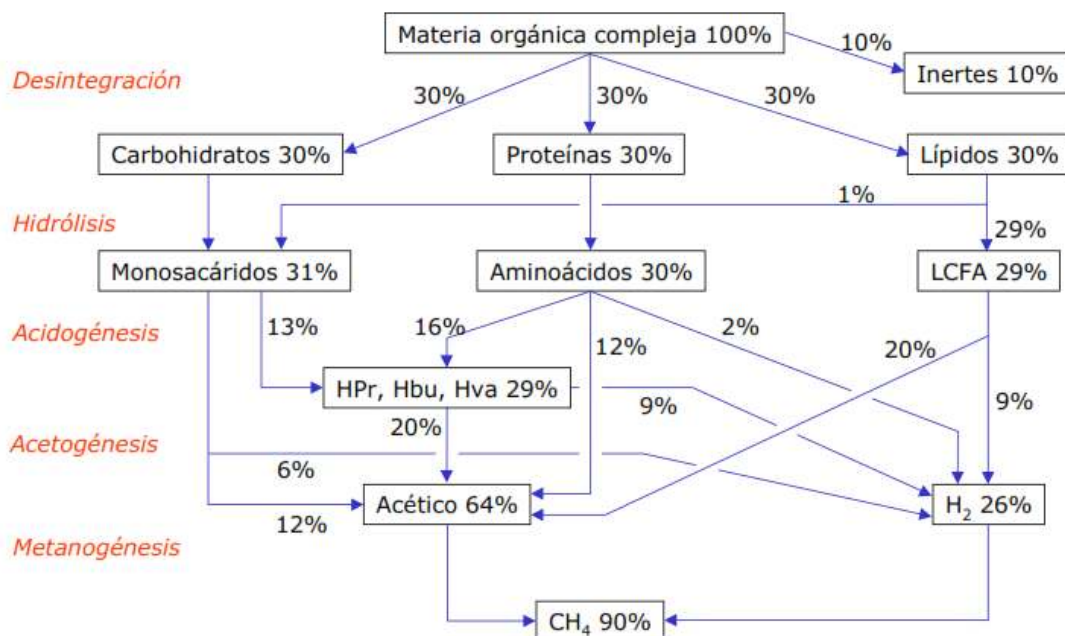 Materia orgánica compleja 100%
10%
Desintegración
Inertes 10%
30%
30%
30%
Carbohidratos 30%
Proteínas 30%
Lípidos 30%
1%
Hidrólisis
29%
Monosacáridos 31%
Aminoácidos 30%
LCFA 29%
Acidogénesis
13%
16%
12%
2%
20%
HPr, Hbu, Hva 29%
9%
9%
Acetogénesis
20%
6%
Acético 64%
H₂ 26%
12%
Metanogénesis
CH₄ 90%